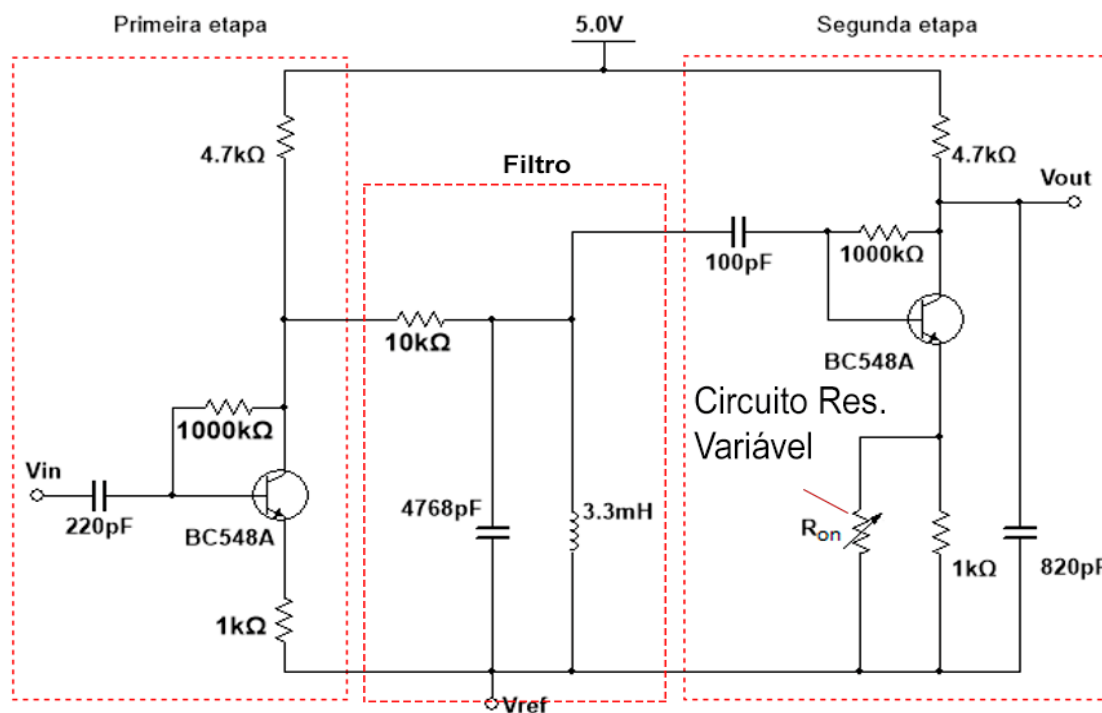 Primeira etapa
5.0V
Segunda etapa
4.7kΩ
4.7kΩ
Vout
Filtro
100pF
1000kΩ
10kΩ
BC548A
Circuito Res.
Variável
1000kΩ
Vin
220pF
BC548A
4768pF
3.3mH
Ron
1kΩ
820pF
1kΩ
Vref